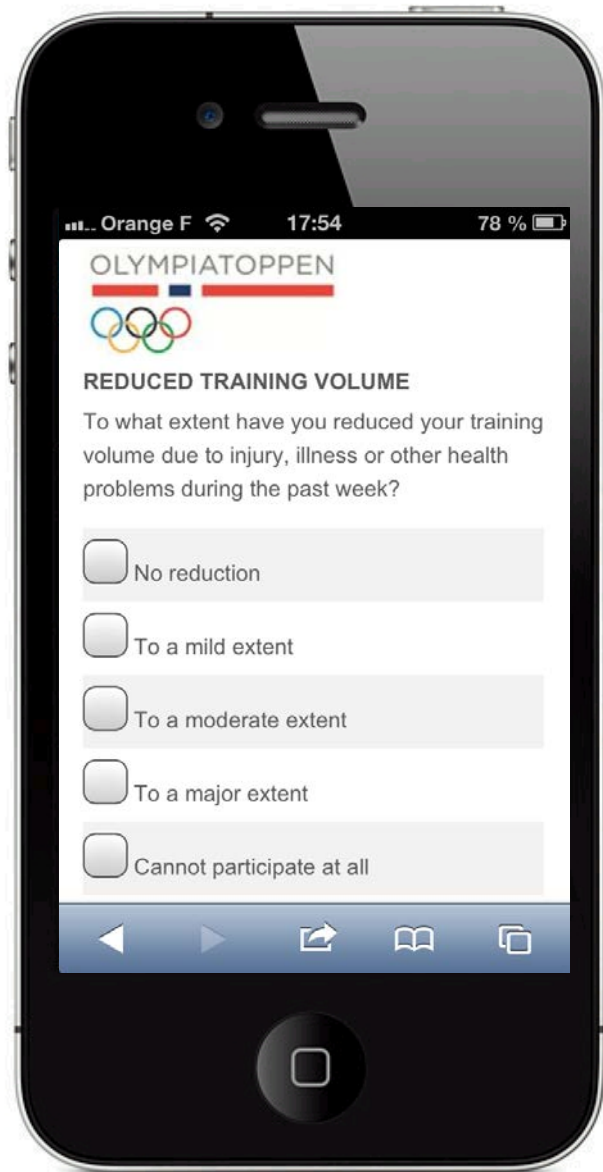 Orange F 17:54 78 %
OLYMPIATOPPEN
REDUCED TRAINING VOLUME
To what extent have you reduced your training
volume due to injury, illness or other health
problems during the past week?
No reduction
To a mild extent
To a moderate extent
To a major extent
Cannot participate at all